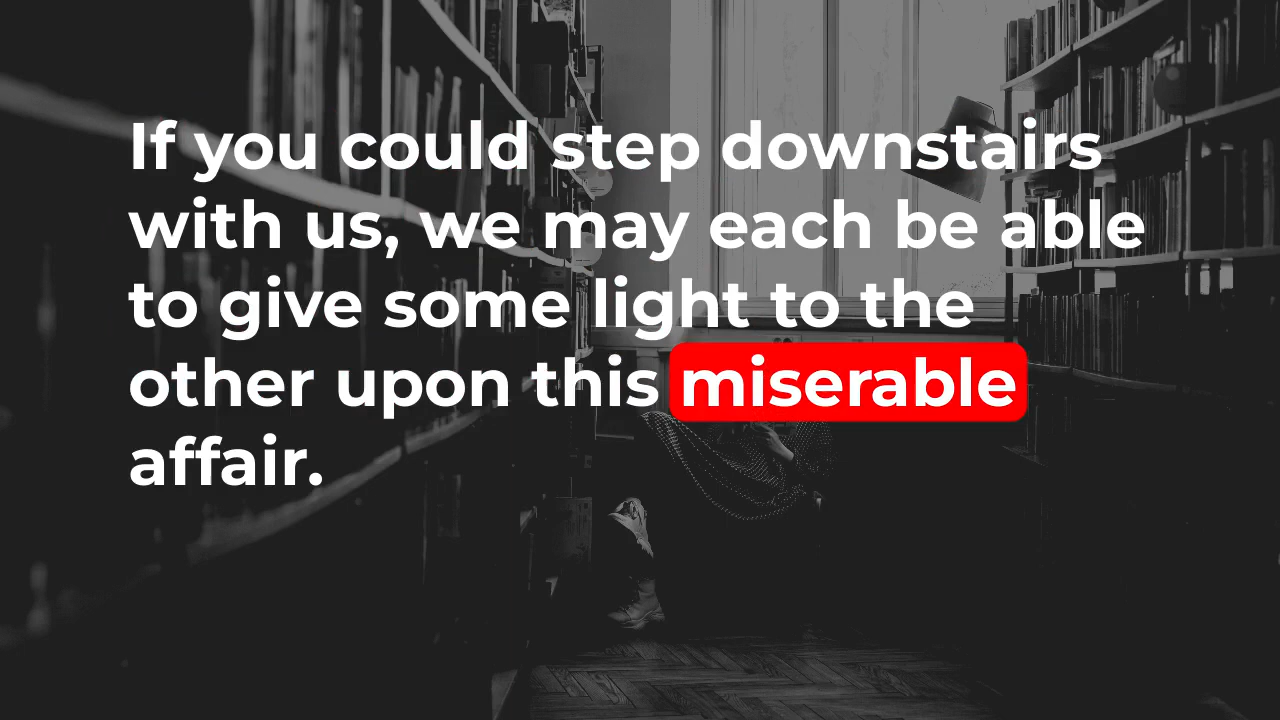 If you could step downstairs
with us, we may each be able
to give some light to the
other upon this miserable
affair.